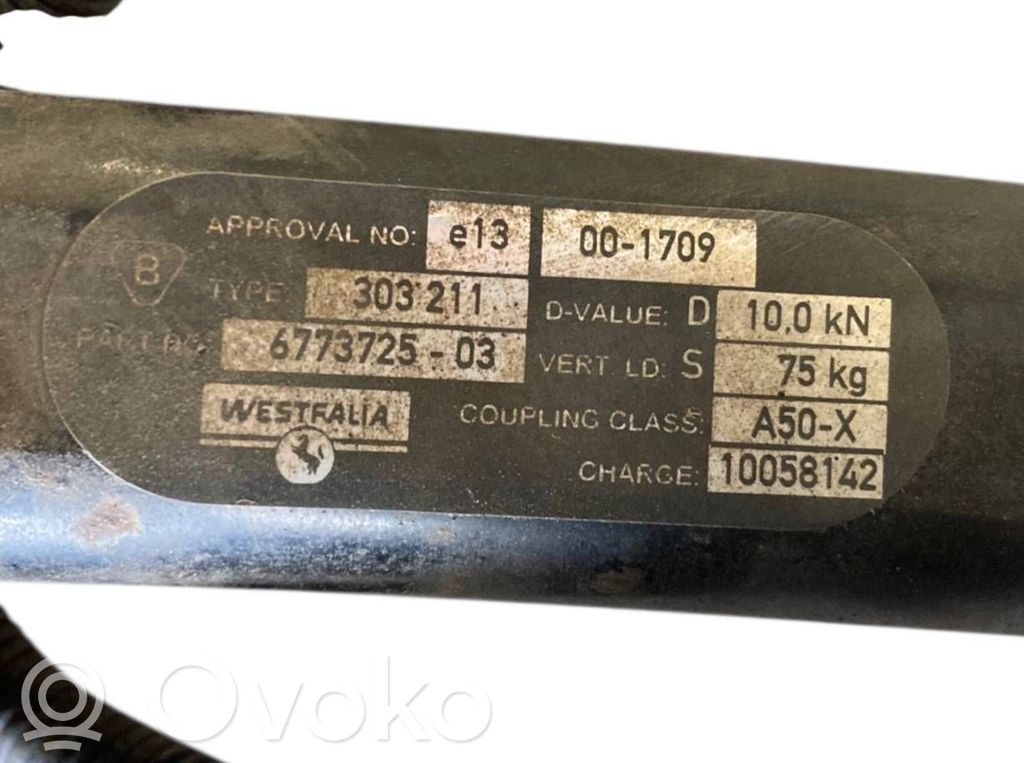 APPROVAL NO: e13 00-1709
B
TYPE 303 211 D-VALUE: D 10,0 kN
6773725-03 VERT LD: S 75 kg
WESTFALIA COUPLING CLASS: A50-X
CHARGE: 10058142
Ovoko